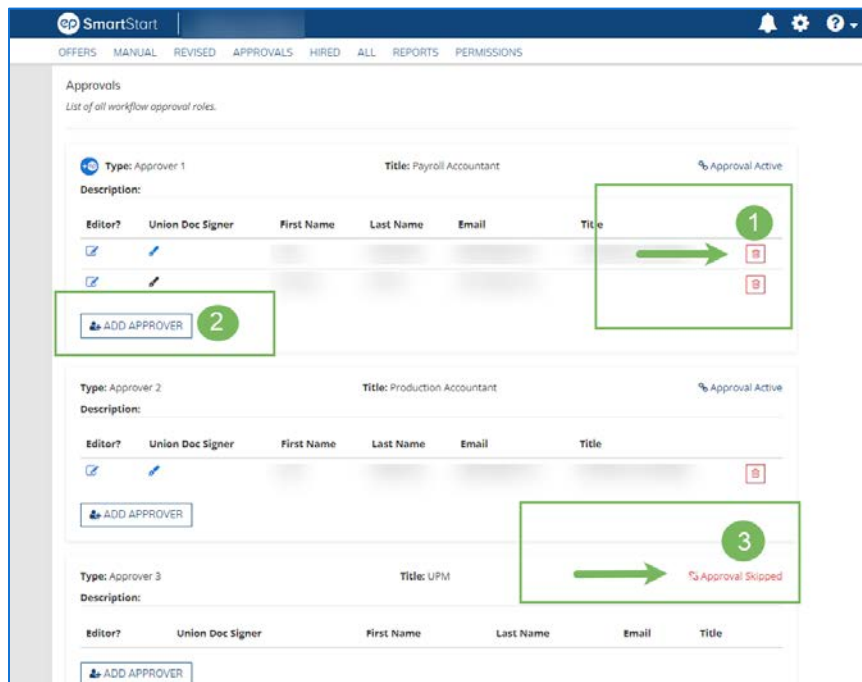 ep SmartStart
OFFERS MANUAL REVISED APPROVALS HIRED ALL REPORTS PERMISSIONS
Approvals
List of all workflow approval roles.
Type: Approver 1 Title: Payroll Accountant Approval Active
Description:
1
Editor? Union Doc Signer First Name Last Name Email Title
ADD APPROVER 2
Type: Approver 2 Title: Production Accountant Approval Active
Description:
Editor? Union Doc Signer First Name Last Name Email Title
ADD APPROVER
3
Type: Approver 3 Title: UPM Approval Skipped
Description:
Editor? Union Doc Signer First Name Last Name Email Title
ADD APPROVER